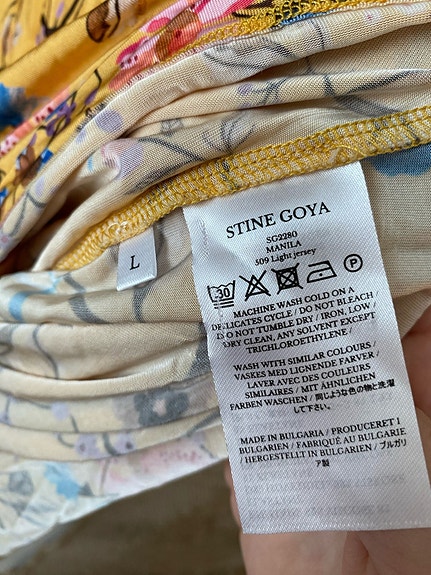 STINE GOYA
SG2280
MANILA
509 Light jersey
L
30
P
MACHINE WASH COLD ON A
DELICATES CYCLE / DO NOT BLEACH
/ DO NOT TUMBLE DRY / IRON, LOW /
DRY CLEAN, ANY SOLVENT EXCEPT
TRICHLOROETHYLENE /
WASH WITH SIMILAR COLOURS /
VASKES MED LIGNENDE FARVER /
LAVER AVEC DES COULEURS
SIMILAIRES / MIT ÄHNLICHEN
FARBEN WASCHEN / 同じような色の物と洗濯
して下さい。
MADE IN BULGARIA / PRODUCERET I
BULGARIEN / FABRIQUÉ AU BULGARIE
/ HERGESTELLT IN BULGARIEN / ブルガリ
ア製